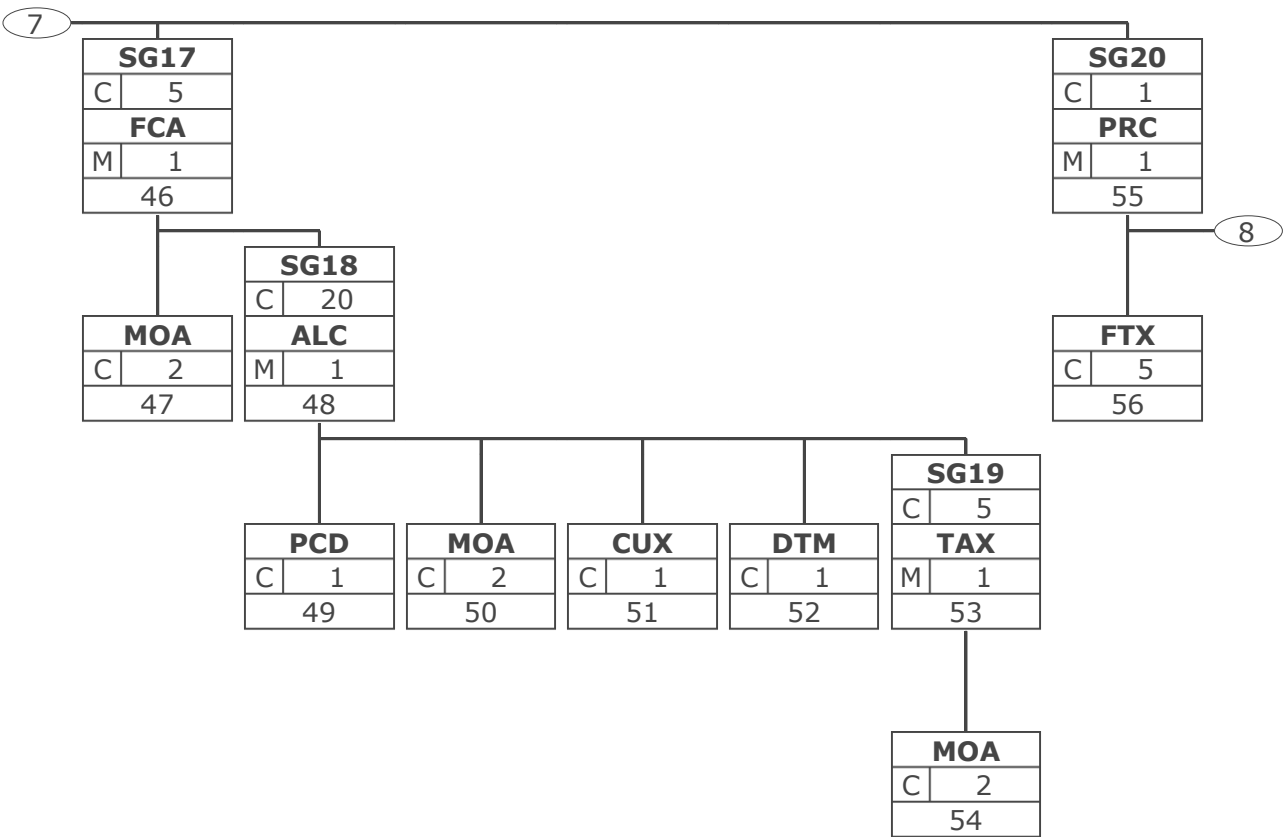 7
SG17
C 5
FCA
M 1
46
SG20
C 1
PRC
M 1
55
8
MOA
C 2
47
SG18
C 20
ALC
M 1
48
FTX
C 5
56
PCD
C 1
49
MOA
C 2
50
CUX
C 1
51
DTM
C 1
52
SG19
C 5
TAX
M 1
53
MOA
C 2
54